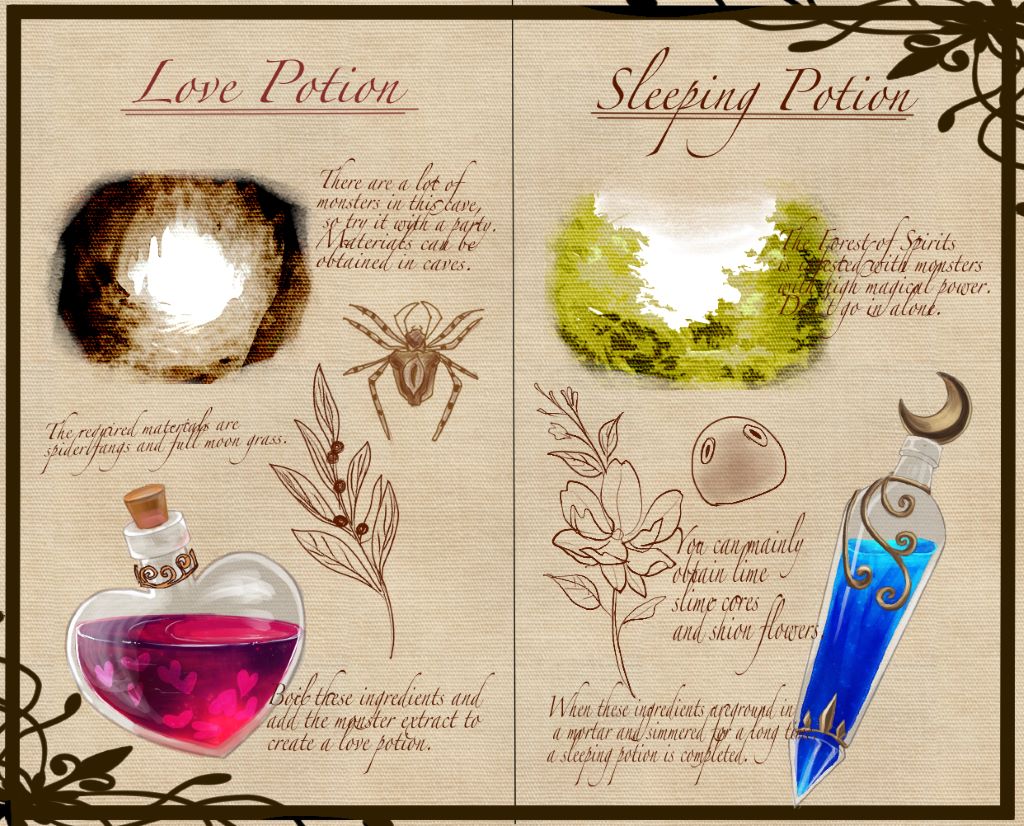 Love Potion
There are a lot of
monsters in this cave,
so try it with a party.
Materials can be
obtained in caves.
The required materials are
spider fangs and full moon grass.
Boil these ingredients and
add the monster extract to
create a love potion.
Sleeping Potion
The Forest of Spirits
is infested with monsters
with high magical power.
Don't go in alone.
You can mainly
obtain lime
slime cores
and shion flowers.
When these ingredients are ground in
a mortar and simmered for a long time
a sleeping potion is completed.